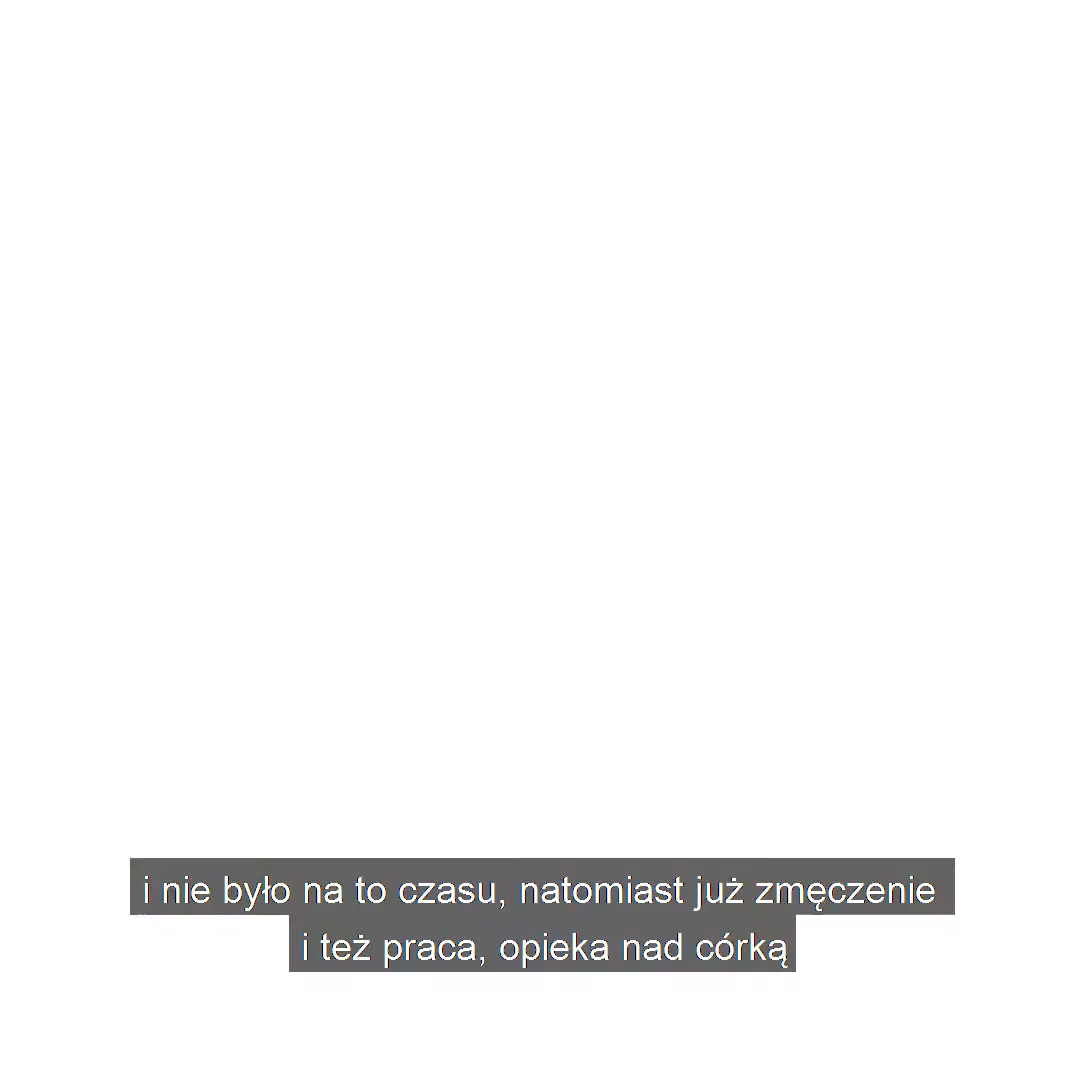 i nie było na to czasu, natomiast już zmęczenie
i też praca, opieka nad córką